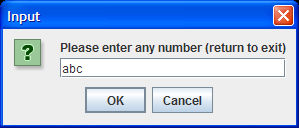 Input
?
Please enter any number (return to exit)
abc
OK
Cancel